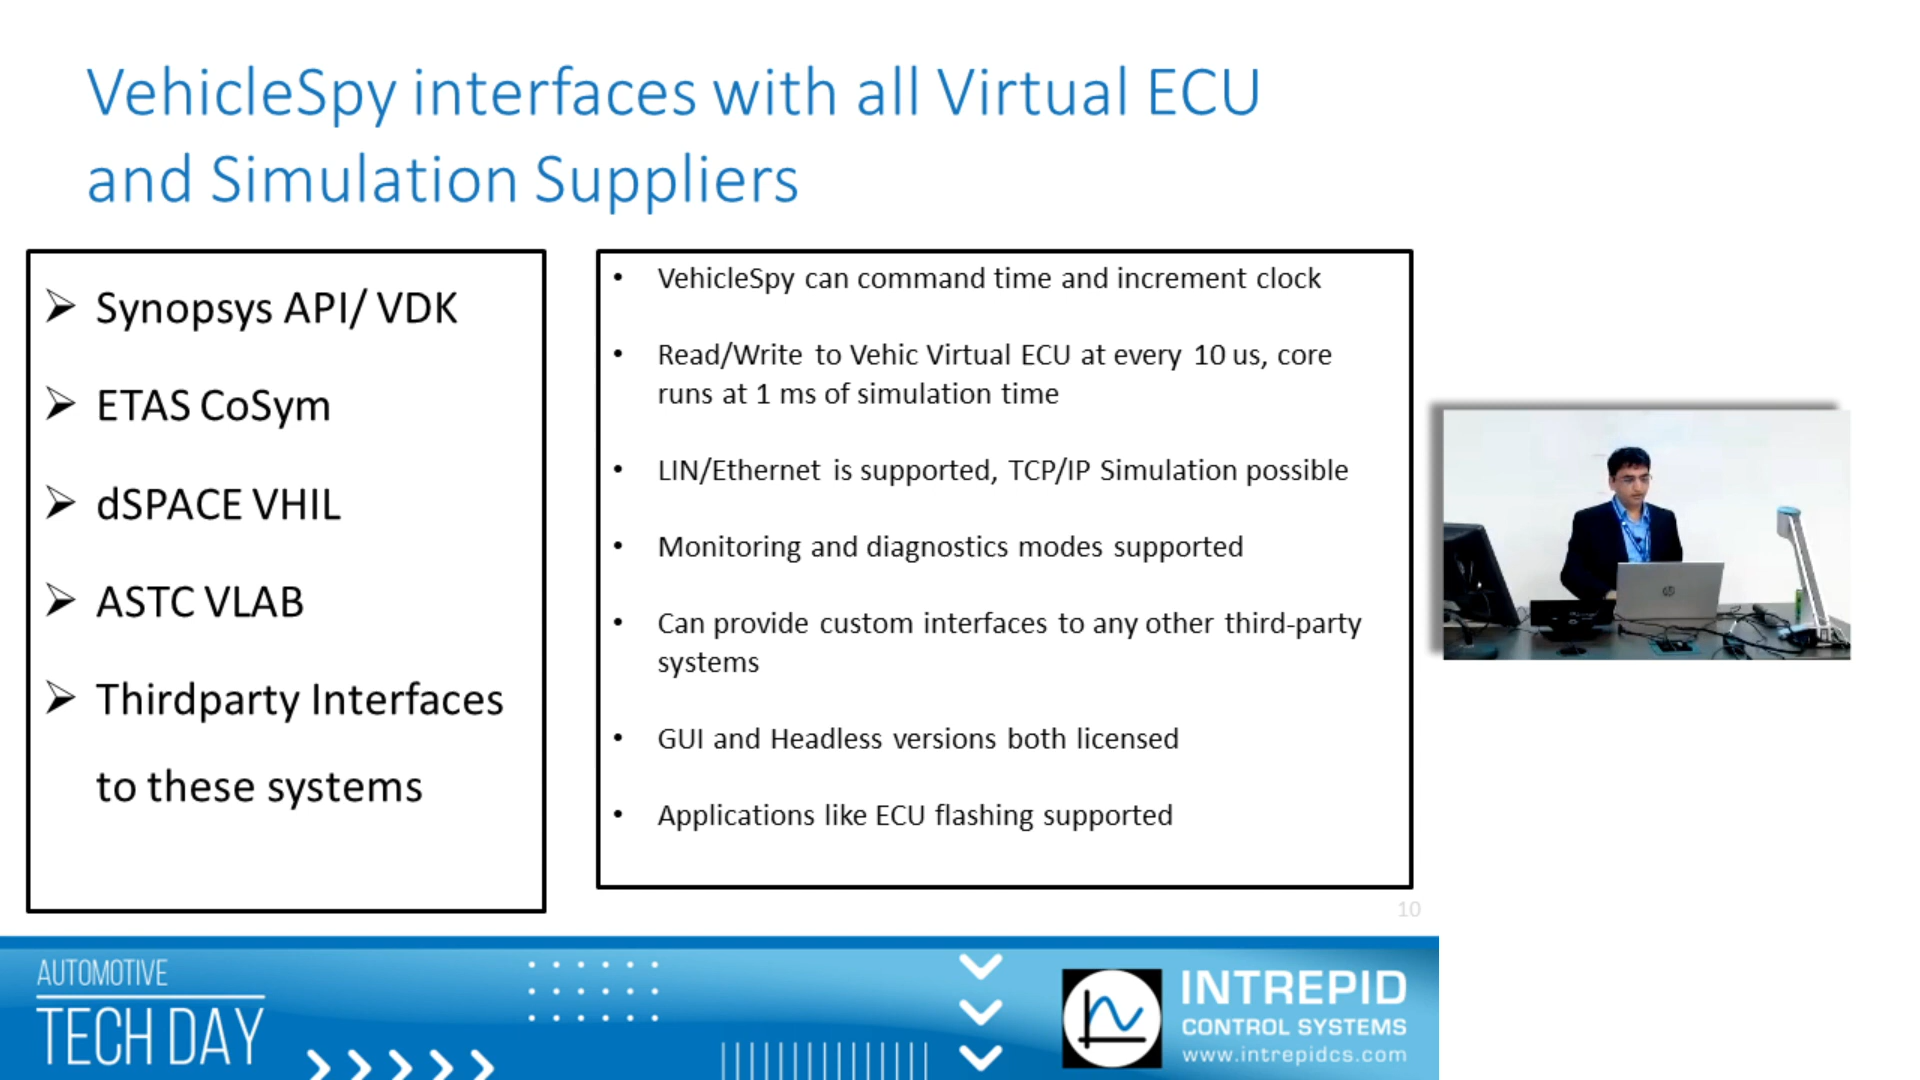 VehicleSpy interfaces with all Virtual ECU
and Simulation Suppliers
Synopsys API/ VDK
ETAS CoSym
dSPACE VHIL
ASTC VLAB
Thirdparty Interfaces
to these systems
VehicleSpy can command time and increment clock
Read/Write to Vehic Virtual ECU at every 10 us, core
runs at 1 ms of simulation time
LIN/Ethernet is supported, TCP/IP Simulation possible
Monitoring and diagnostics modes supported
Can provide custom interfaces to any other third-party
systems
GUI and Headless versions both licensed
Applications like ECU flashing supported
10
AUTOMOTIVE
TECH DAY
INTREPID
CONTROL SYSTEMS
www.intrepidcs.com